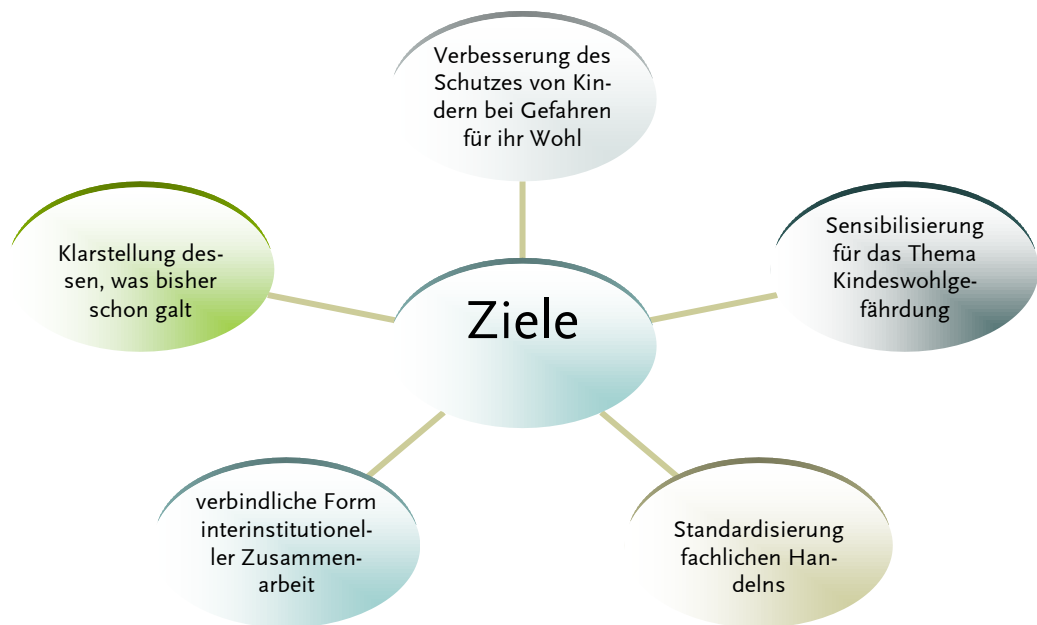 Verbesserung des
Schutzes von Kin-
dern bei Gefahren
für ihr Wohl
Klarstellung des-
sen, was bisher
schon galt
Sensibilisierung
für das Thema
Kindeswohlge-
fährdung
Ziele
verbindliche Form
interinstitutionel-
ler Zusammen-
arbeit
Standardisierung
fachlichen Han-
delns